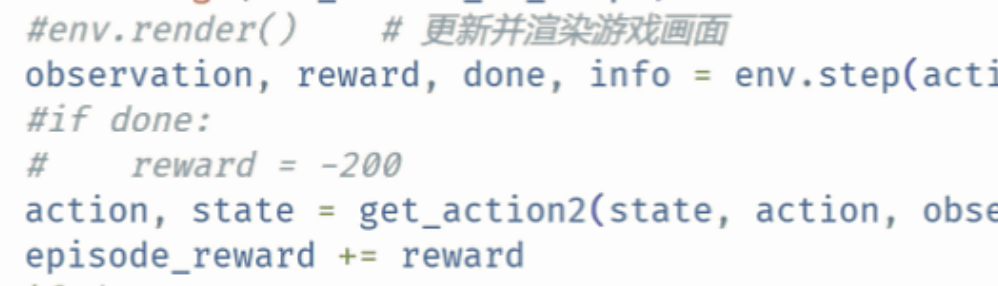 #env.render()    # 更新并渲染游戏画面
observation, reward, done, info = env.step(acti
#if done:
#    reward = -200
action, state = get_action2(state, action, obse
episode_reward += reward